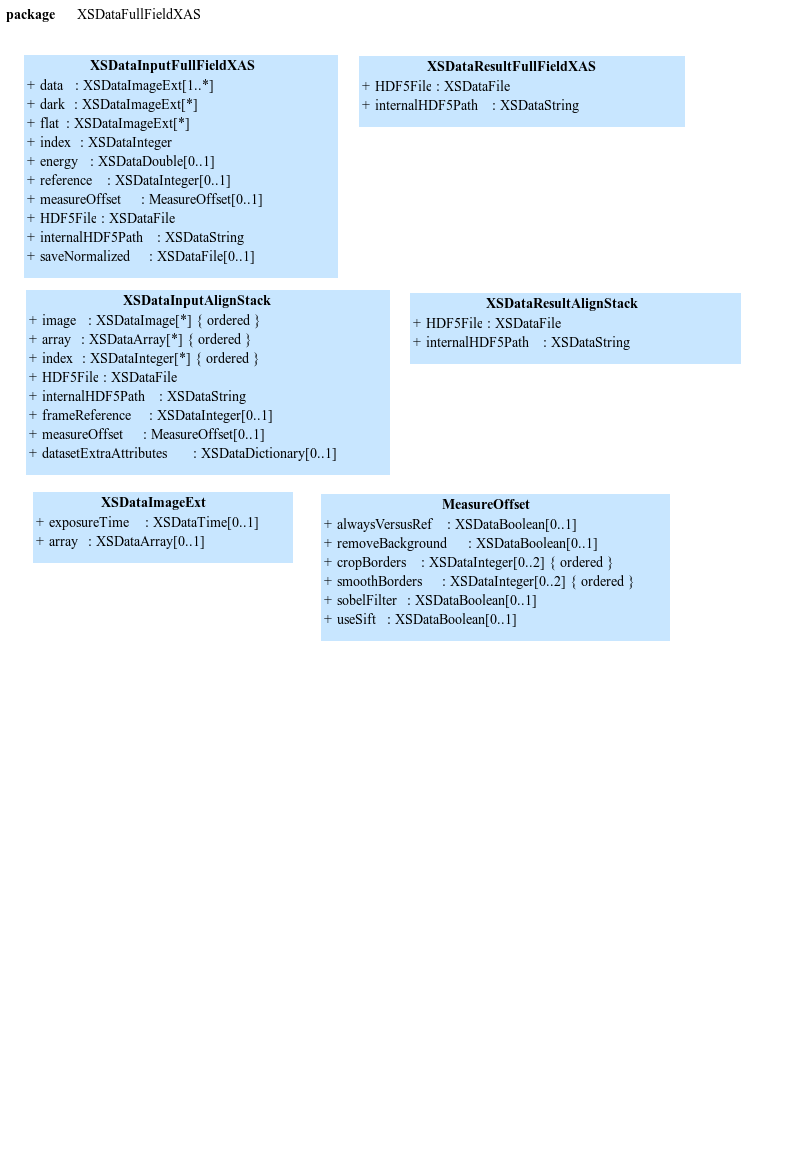 package XSDataFullFieldXAS
XSDataInputFullFieldXAS
+ data : XSDataImageExt[1..*]
+ dark : XSDataImageExt[*]
+ flat : XSDataImageExt[*]
+ index : XSDataInteger
+ energy : XSDataDouble[0..1]
+ reference : XSDataInteger[0..1]
+ measureOffset : MeasureOffset[0..1]
+ HDF5File : XSDataFile
+ internalHDF5Path : XSDataString
+ saveNormalized : XSDataFile[0..1]
XSDataResultFullFieldXAS
+ HDF5File : XSDataFile
+ internalHDF5Path : XSDataString
XSDataInputAlignStack
+ image : XSDataImage[*] { ordered }
+ array : XSDataArray[*] { ordered }
+ index : XSDataInteger[*] { ordered }
+ HDF5File : XSDataFile
+ internalHDF5Path : XSDataString
+ frameReference : XSDataInteger[0..1]
+ measureOffset : MeasureOffset[0..1]
+ datasetExtraAttributes : XSDataDictionary[0..1]
XSDataResultAlignStack
+ HDF5File : XSDataFile
+ internalHDF5Path : XSDataString
XSDataImageExt
+ exposureTime : XSDataTime[0..1]
+ array : XSDataArray[0..1]
MeasureOffset
+ alwaysVersusRef : XSDataBoolean[0..1]
+ removeBackground : XSDataBoolean[0..1]
+ cropBorders : XSDataInteger[0..2] { ordered }
+ smoothBorders : XSDataInteger[0..2] { ordered }
+ sobelFilter : XSDataBoolean[0..1]
+ useSift : XSDataBoolean[0..1]